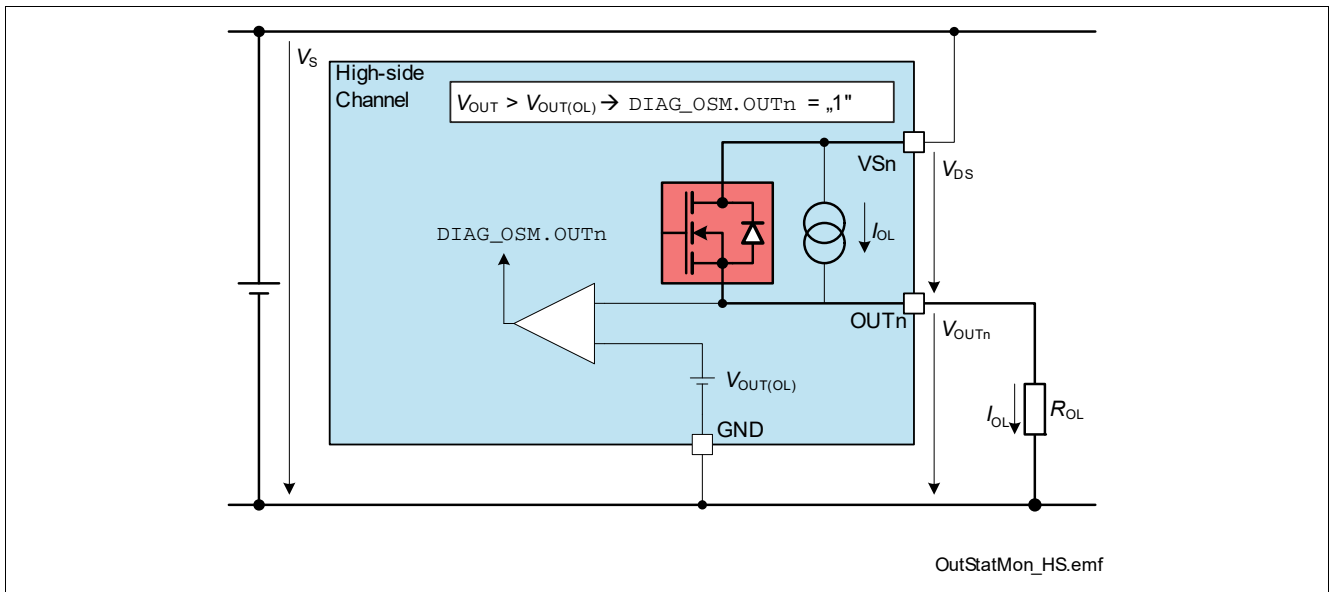 VS
High-side
Channel
VOUT > VOUT(OL) → DIAG_OSM.OUTn = „1"
VSn
VDS
DIAG_OSM.OUTn
IOL
OUTn
VOUTn
VOUT(OL)
IOL
ROL
GND
OutStatMon_HS.emf